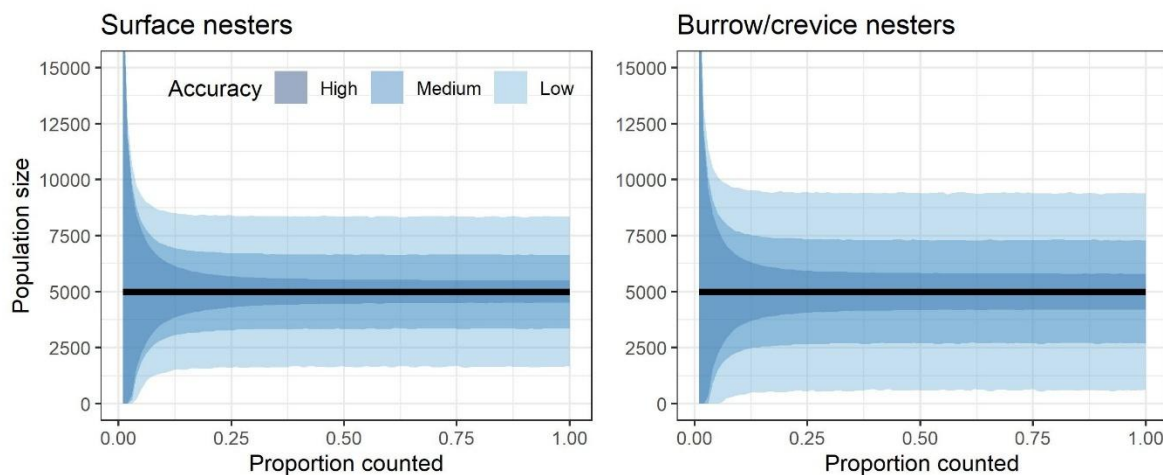 Surface nesters
Burrow/crevice nesters
Accuracy High Medium Low
Population size
15000
12500
10000
7500
5000
2500
0
0.00 0.25 0.50 0.75 1.00
Proportion counted
15000
12500
10000
7500
5000
2500
0
0.00 0.25 0.50 0.75 1.00
Proportion counted